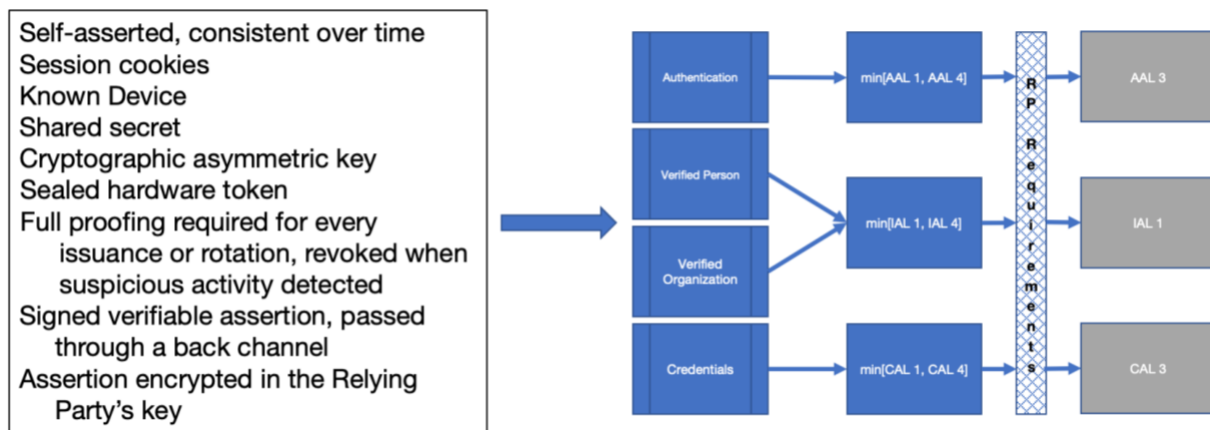 Self-asserted, consistent over time
Session cookies
Known Device
Shared secret
Cryptographic asymmetric key
Sealed hardware token
Full proofing required for every
issuance or rotation, revoked when
suspicious activity detected
Signed verifiable assertion, passed
through a back channel
Assertion encrypted in the Relying
Party's key
Authentication
min[AAL 1, AAL 4]
AAL 3
Verified Person
Verified
Organization
min[IAL 1, IAL 4]
IAL 1
Credentials
min[CAL 1, CAL 4]
CAL 3
RP Requirements